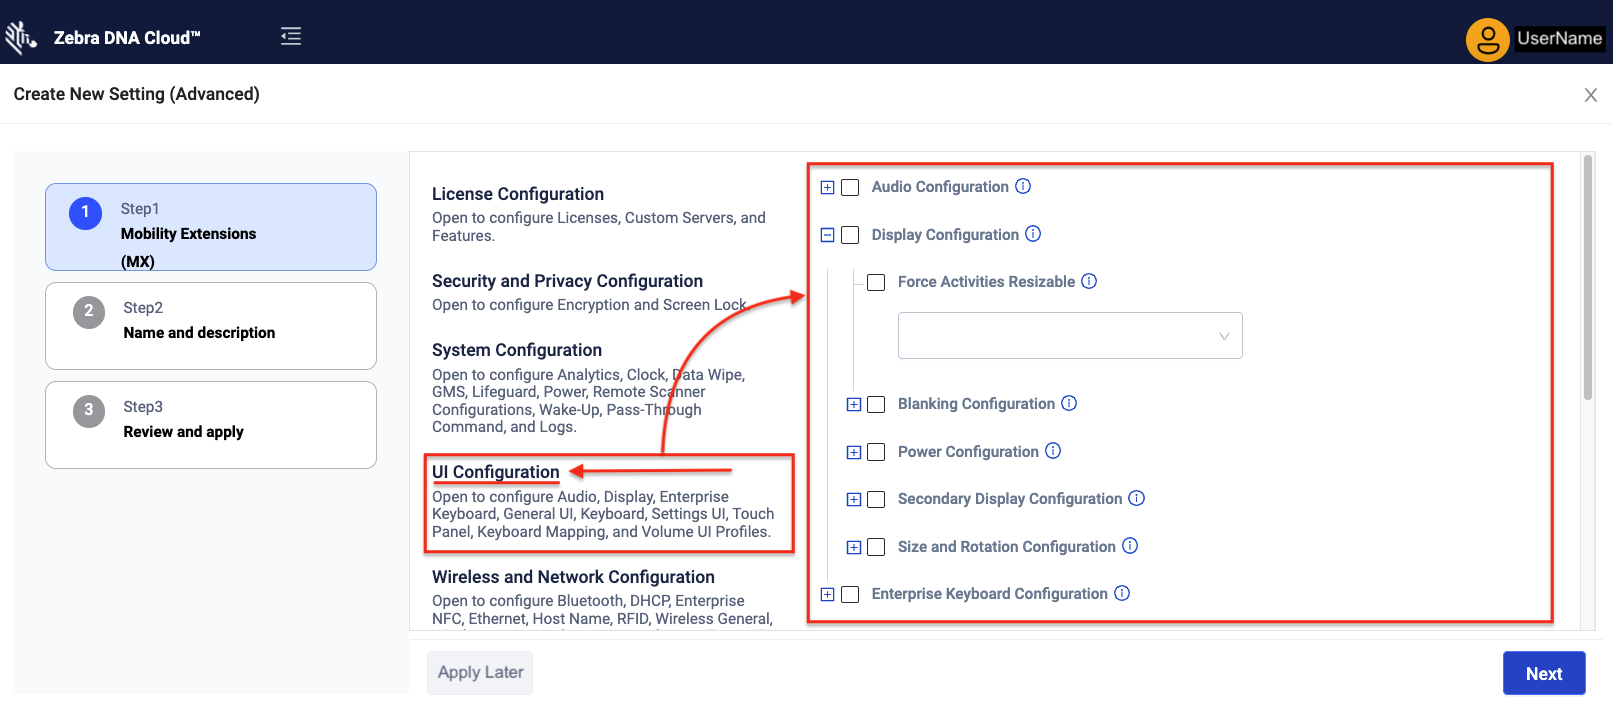 Zebra DNA Cloud™
UserName
Create New Setting (Advanced)
X
1
Step1
Mobility Extensions
(MX)
2
Step2
Name and description
3
Step3
Review and apply
License Configuration
Open to configure Licenses, Custom Servers, and
Features.
Security and Privacy Configuration
Open to configure Encryption and Screen Lock.
System Configuration
Open to configure Analytics, Clock, Data Wipe,
GMS, Lifeguard, Power, Remote Scanner
Configurations, Wake-Up, Pass-Through
Command, and Logs.
UI Configuration
Open to configure Audio, Display, Enterprise
Keyboard, General UI, Keyboard, Settings UI, Touch
Panel, Keyboard Mapping, and Volume UI Profiles.
Wireless and Network Configuration
Open to configure Bluetooth, DHCP, Enterprise
NFC, Ethernet, Host Name, RFID, Wireless General,
Audio Configuration
Display Configuration
Force Activities Resizable
Blanking Configuration
Power Configuration
Secondary Display Configuration
Size and Rotation Configuration
Enterprise Keyboard Configuration
Apply Later
Next